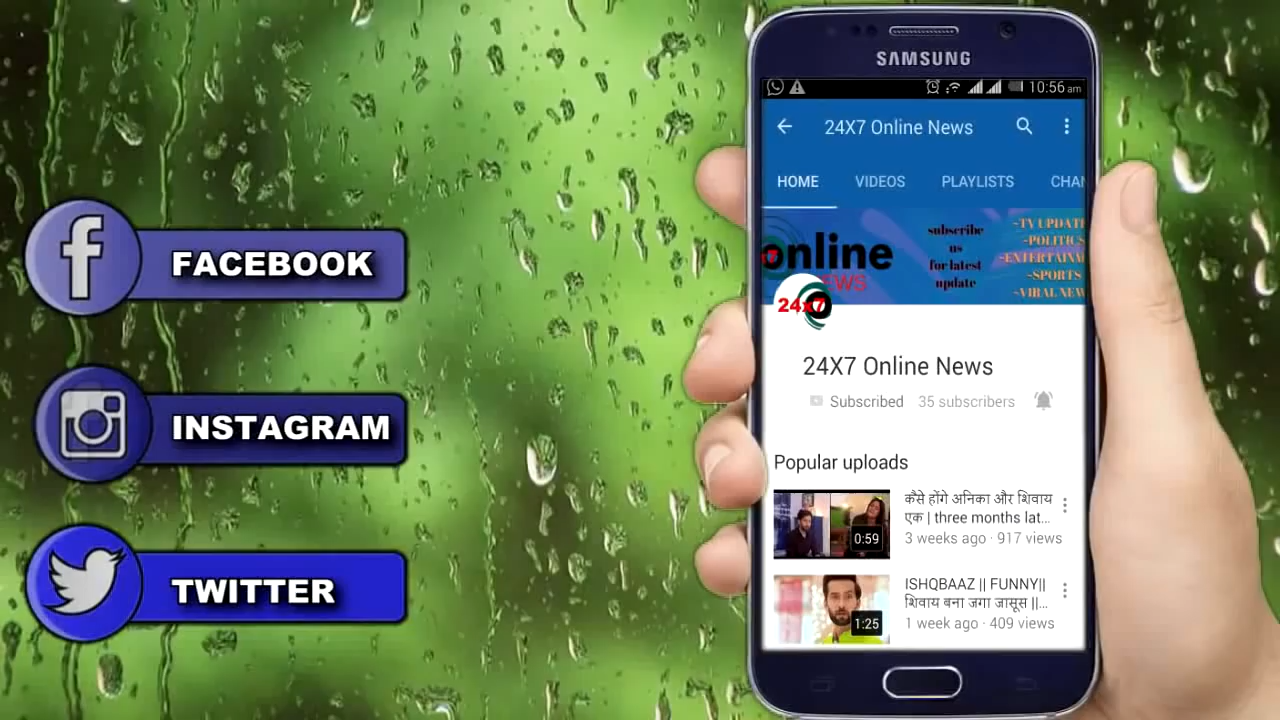 FACEBOOK
INSTAGRAM
TWITTER
SAMSUNG
10:56 am
24X7 Online News
HOME VIDEOS PLAYLISTS CHAN
online
NEWS
subscribe
us
for latest
update
~TV UPDATE
~POLITICS
~ENTERTAINM
~SPORTS
~VIRAL NEW
24x7
24X7 Online News
Subscribed 35 subscribers
Popular uploads
0:59
कैसे होंगे अनिका और शिवाय
एक | three months lat...
3 weeks ago · 917 views
1:25
ISHQBAAZ || FUNNY||
शिवाय बना जगा जासूस ||...
1 week ago · 409 views